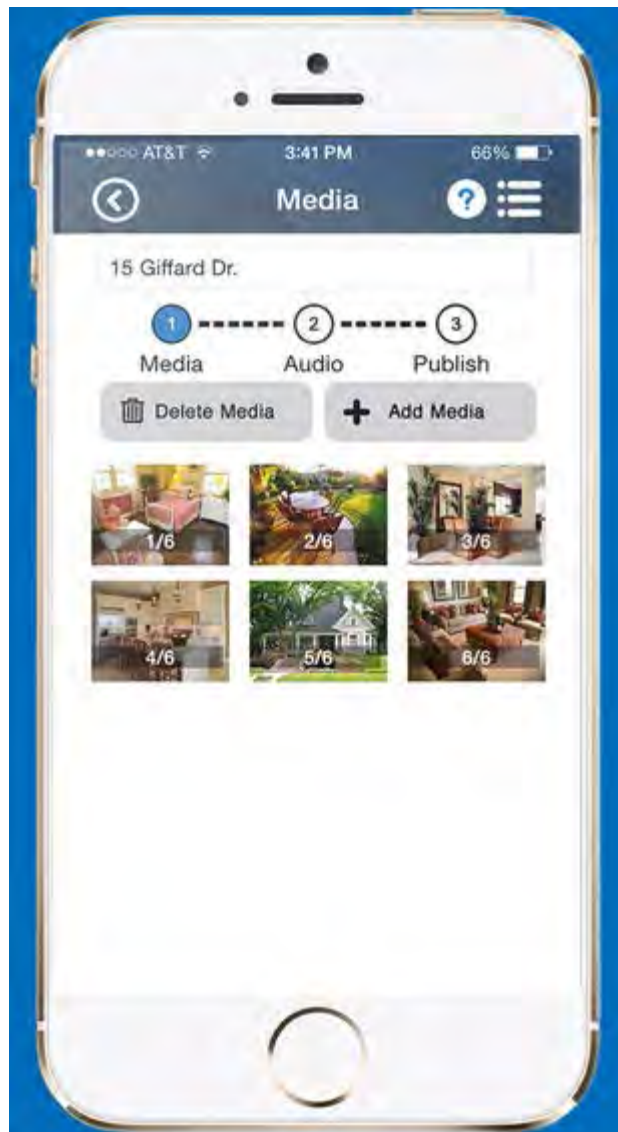 AT&T 3:41 PM 66%
Media ?
15 Giffard Dr.
1 2 3
Media Audio Publish
Delete Media Add Media
1/6 2/6 3/6
4/6 5/6 6/6